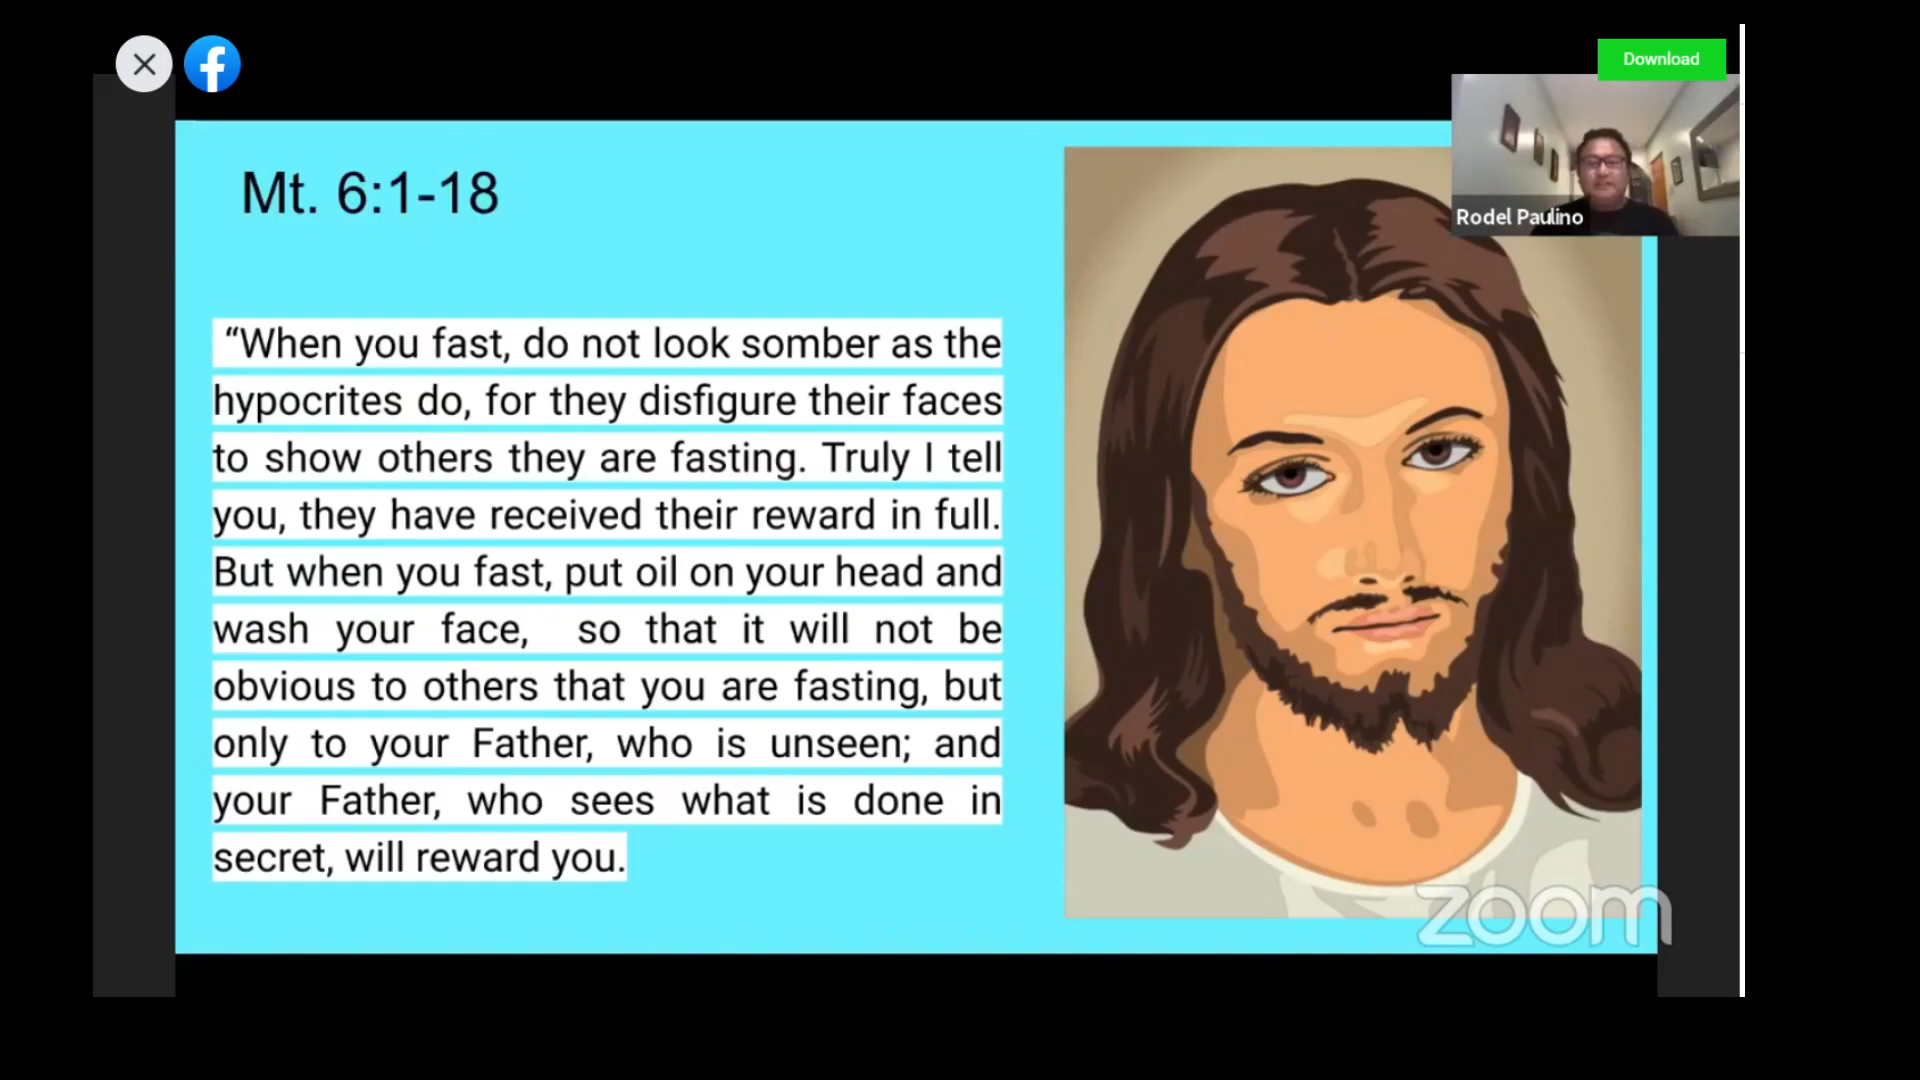 Download
Rodel Paulino
Mt. 6:1-18
“When you fast, do not look somber as the
hypocrites do, for they disfigure their faces
to show others they are fasting. Truly I tell
you, they have received their reward in full.
But when you fast, put oil on your head and
wash your face, so that it will not be
obvious to others that you are fasting, but
only to your Father, who is unseen; and
your Father, who sees what is done in
secret, will reward you.
zoom